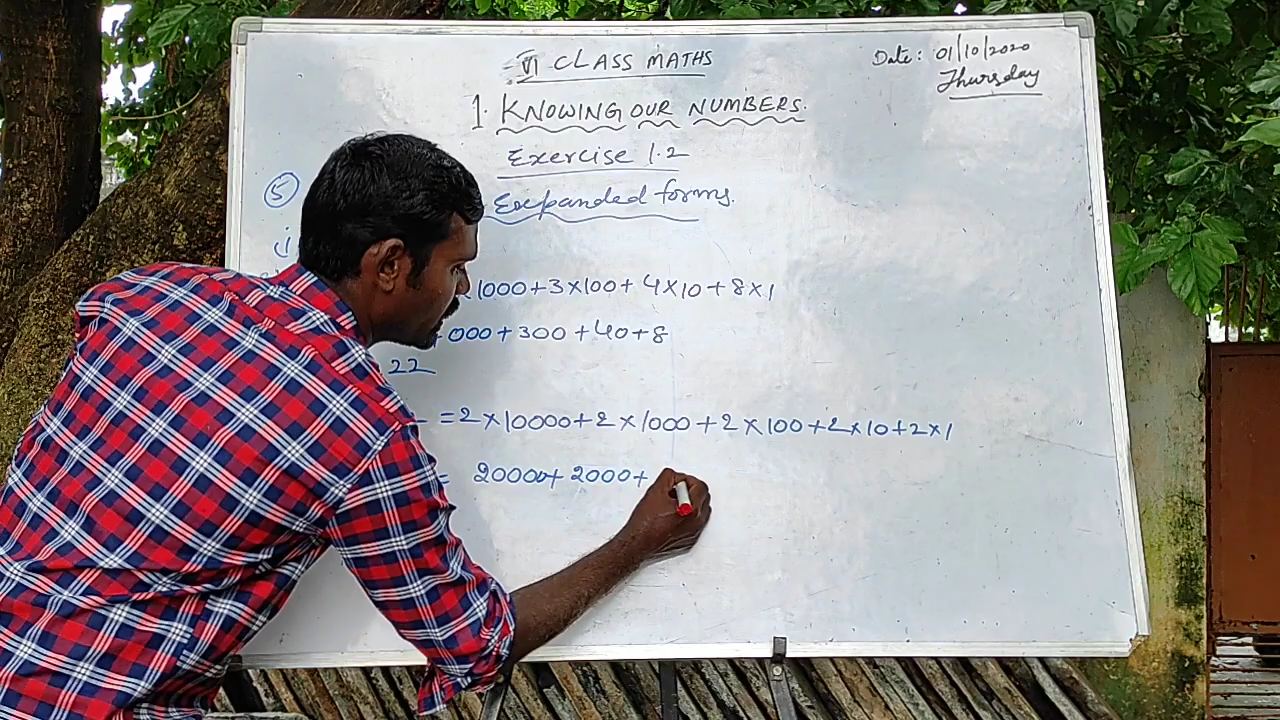 VI CLASS MATHS
Date: 01/10/2020
Thursday
1. KNOWING OUR NUMBERS.
Exercise 1.2
5 Expanded forms.
(i
1000+3×100+4×10+8×1
000+300+40+8
22
=2×10000+2×1000+2×100+2×10+2×1
= 20000+2000+